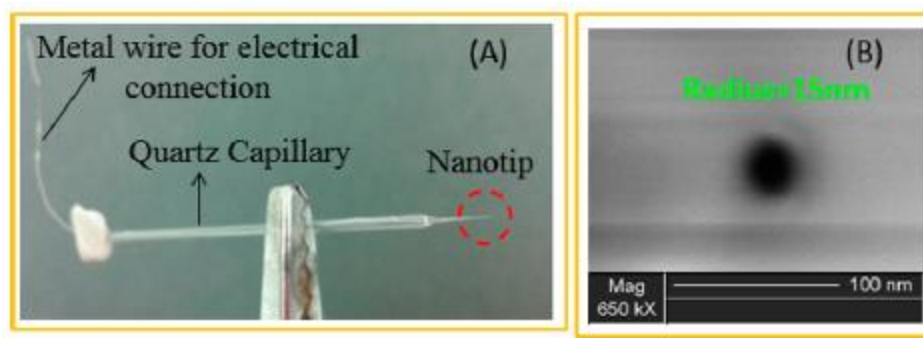 Metal wire for electrical
connection
(A)
Quartz Capillary
Nanotip
(B)
Radius=15nm
Mag
650 kX
100 nm